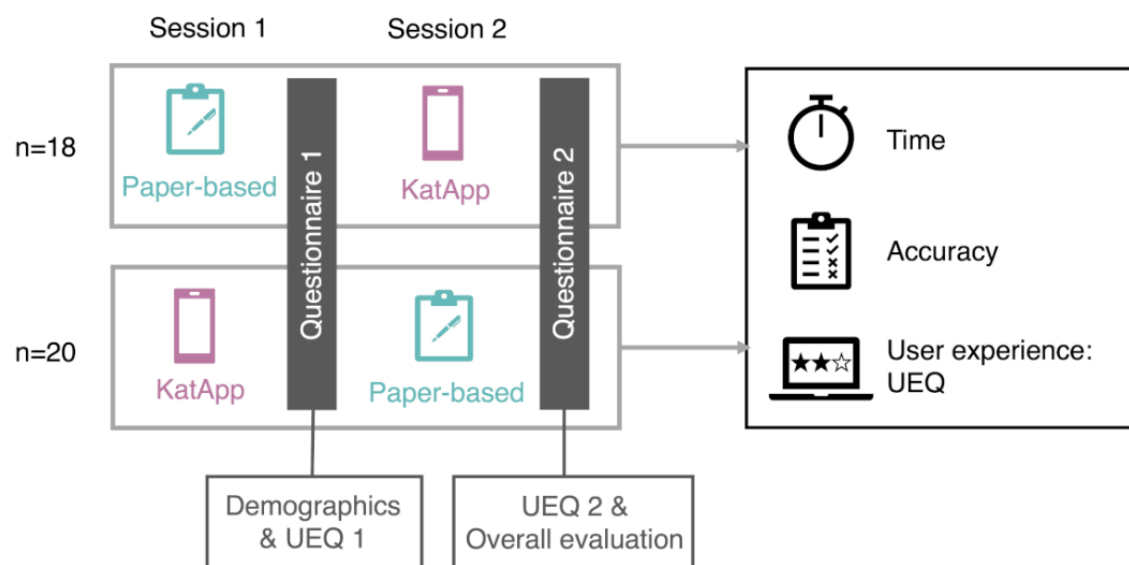 Session 1
Session 2
n=18
Paper-based
Questionnaire 1
KatApp
Questionnaire 2
n=20
KatApp
Paper-based
Demographics
& UEQ 1
UEQ 2 &
Overall evaluation
Time
Accuracy
User experience:
UEQ